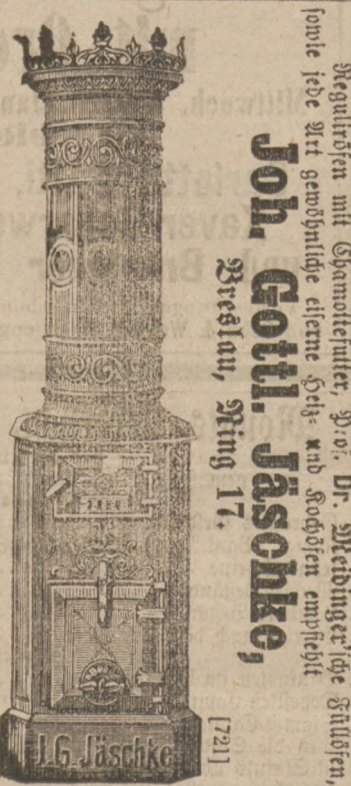 Reguliröfen mit Chamottefutter, Prof. Dr. Meidinger'sche Füllöfen,
sowie jede Art gewöhnliche eiserne Heiz- und Kochöfen empfiehlt
Joh. Gottl. Jäschke,
Breslau, Ring 17.
[721]
J.G. Jäschke